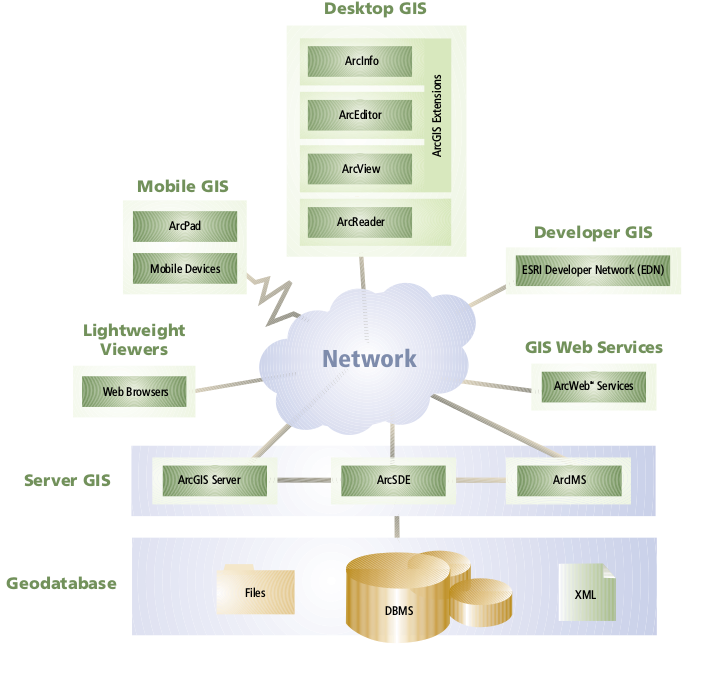 Desktop GIS
ArcInfo
ArcEditor
ArcView
ArcGIS Extensions
ArcReader
Mobile GIS
ArcPad
Mobile Devices
Developer GIS
ESRI Developer Network (EDN)
Lightweight
Viewers
Web Browsers
Network
GIS Web Services
ArcWeb℠ Services
Server GIS
ArcGIS Server
ArcSDE
ArcIMS
Geodatabase
Files
DBMS
XML